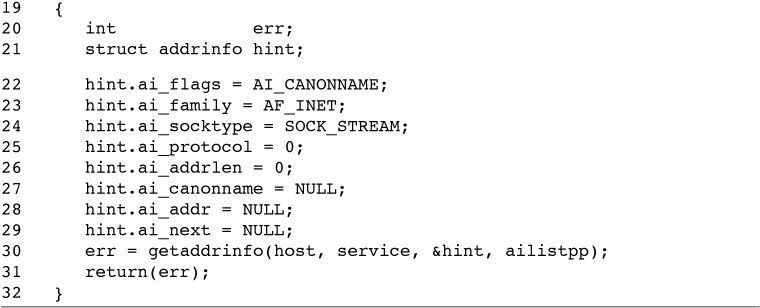 19   {
20      int             err;
21      struct addrinfo hint;
22      hint.ai_flags = AI_CANONNAME;
23      hint.ai_family = AF_INET;
24      hint.ai_socktype = SOCK_STREAM;
25      hint.ai_protocol = 0;
26      hint.ai_addrlen = 0;
27      hint.ai_canonname = NULL;
28      hint.ai_addr = NULL;
29      hint.ai_next = NULL;
30      err = getaddrinfo(host, service, &hint, ailistpp);
31      return(err);
32   }